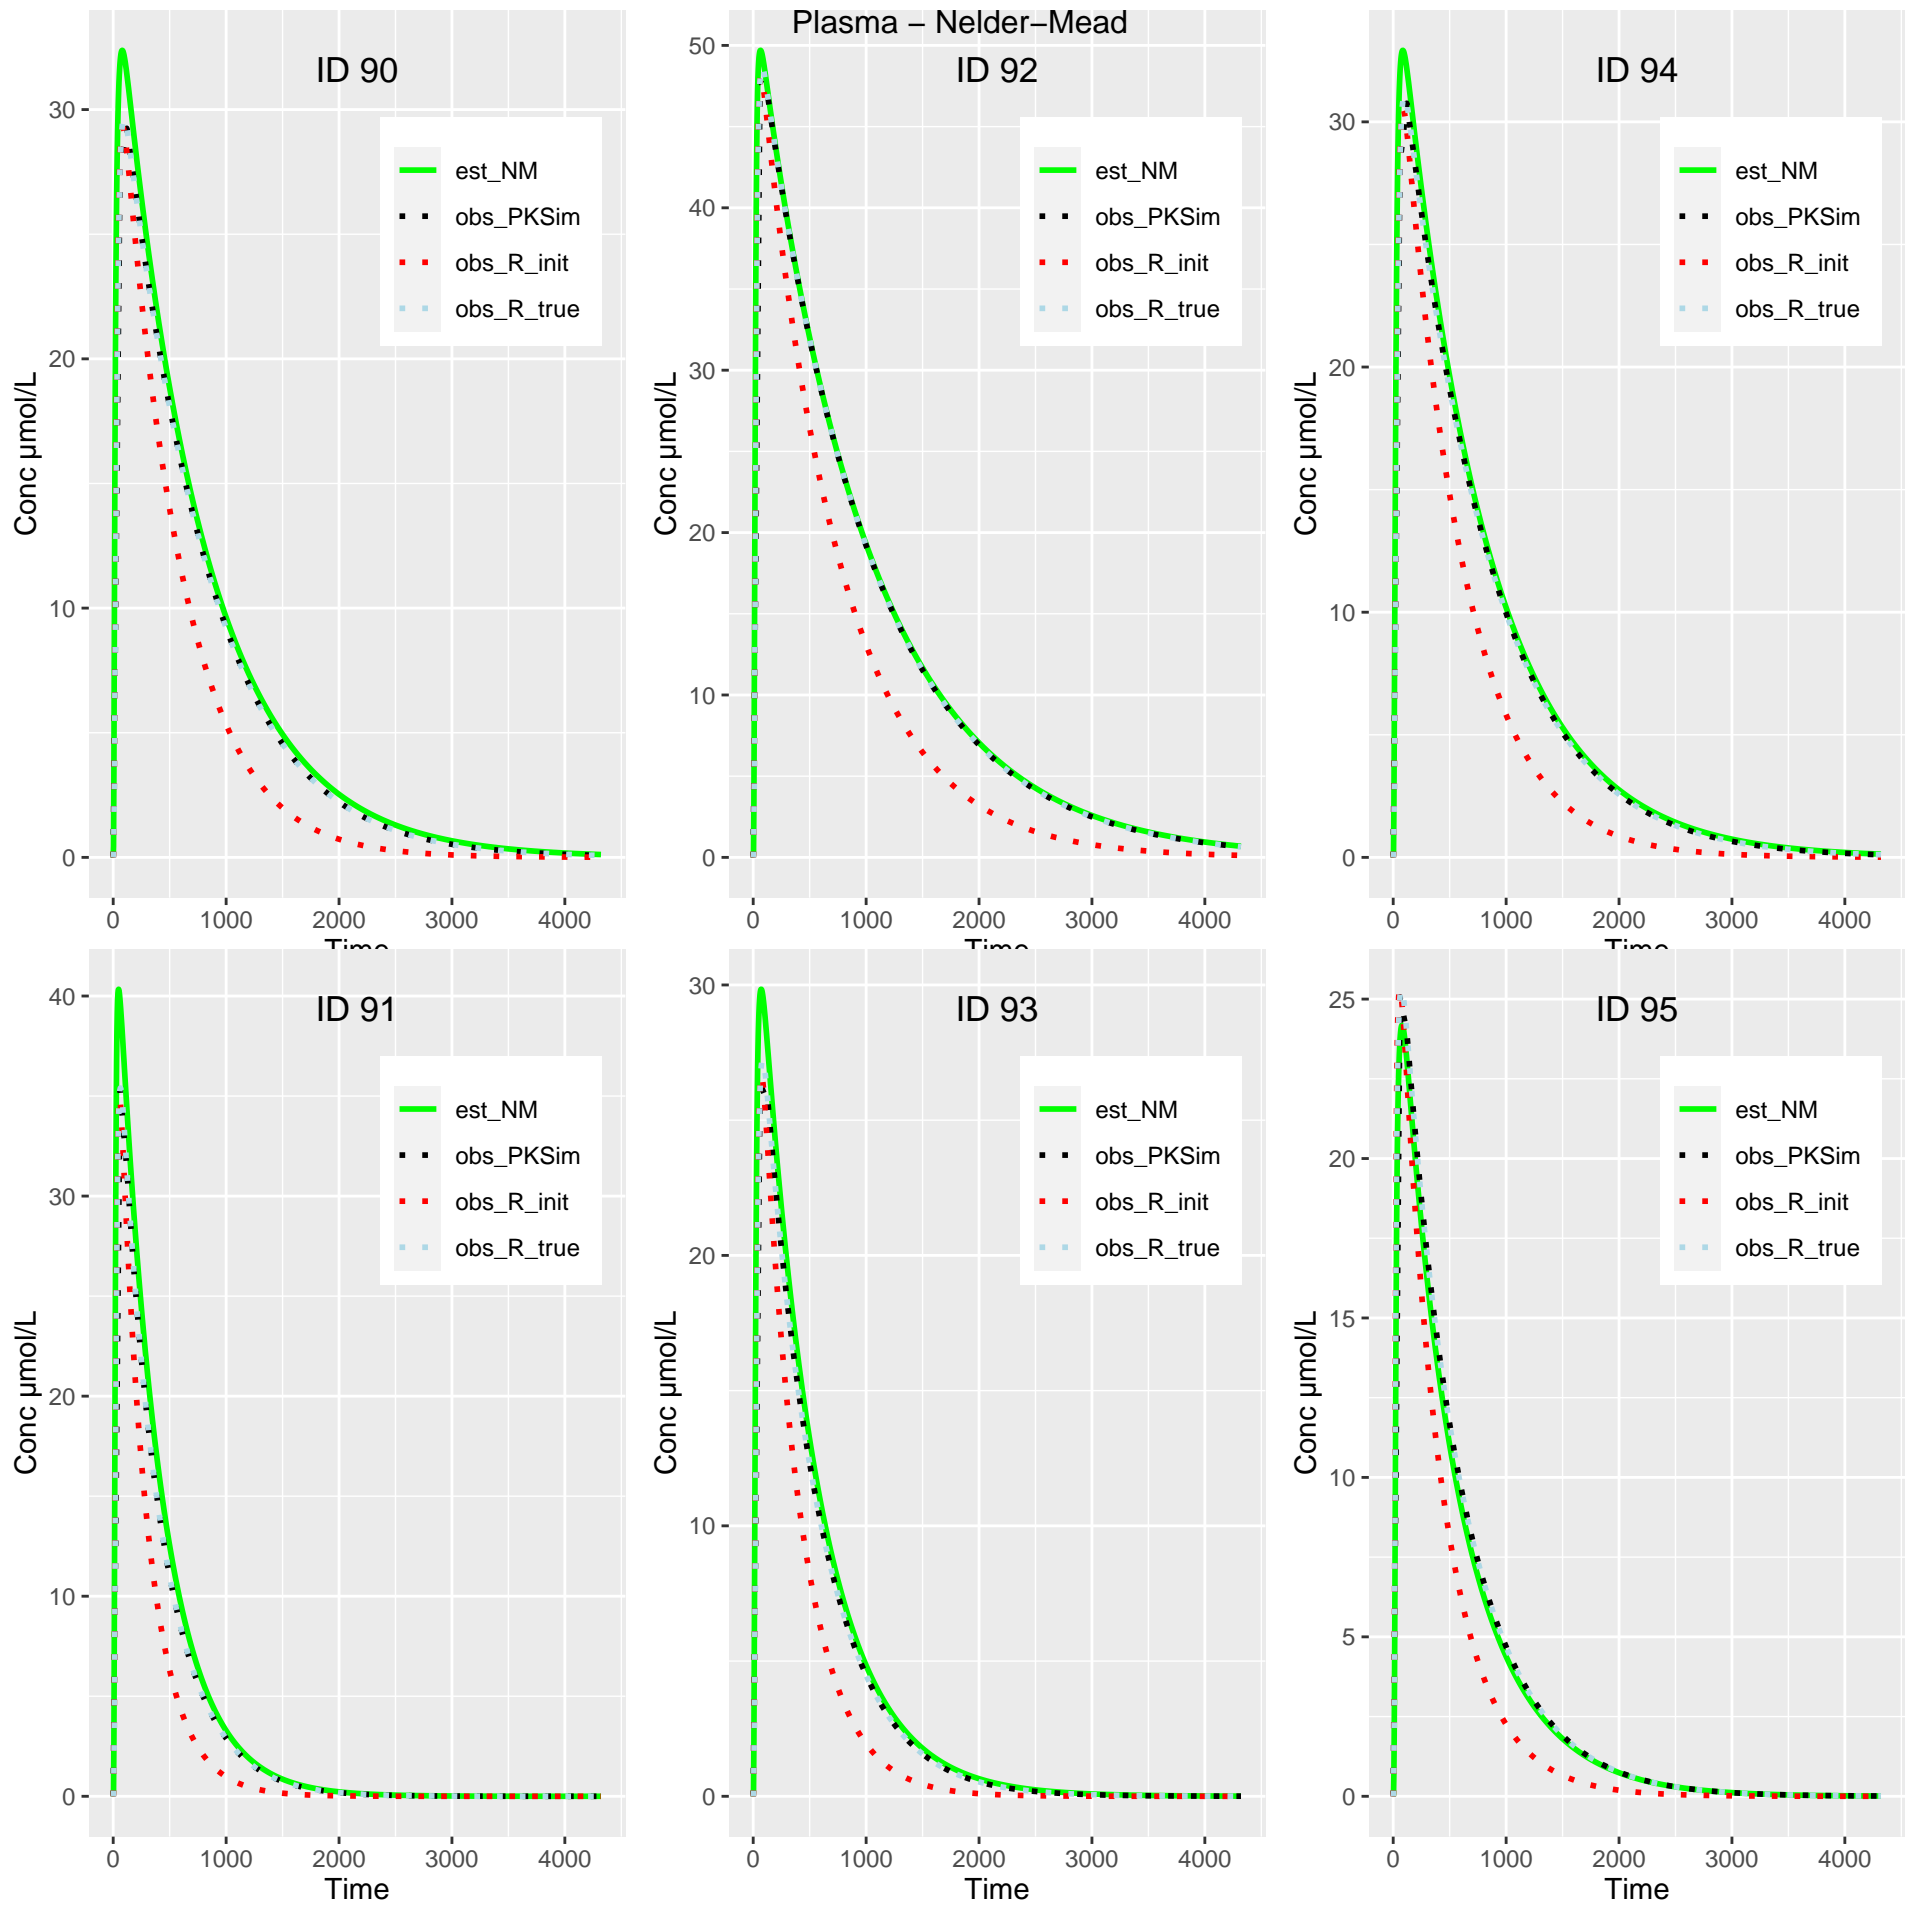 Plasma – Nelder–Mead
ID 90
est_NM
obs_PKSim
obs_R_init
obs_R_true
Conc µmol/L
30
20
10
0
0 1000 2000 3000 4000
Time
ID 92
est_NM
obs_PKSim
obs_R_init
obs_R_true
Conc µmol/L
50
40
30
20
10
0
0 1000 2000 3000 4000
Time
ID 94
est_NM
obs_PKSim
obs_R_init
obs_R_true
Conc µmol/L
30
20
10
0
0 1000 2000 3000 4000
Time
ID 91
est_NM
obs_PKSim
obs_R_init
obs_R_true
Conc µmol/L
40
30
20
10
0
0 1000 2000 3000 4000
Time
ID 93
est_NM
obs_PKSim
obs_R_init
obs_R_true
Conc µmol/L
30
20
10
0
0 1000 2000 3000 4000
Time
ID 95
est_NM
obs_PKSim
obs_R_init
obs_R_true
Conc µmol/L
25
20
15
10
5
0
0 1000 2000 3000 4000
Time